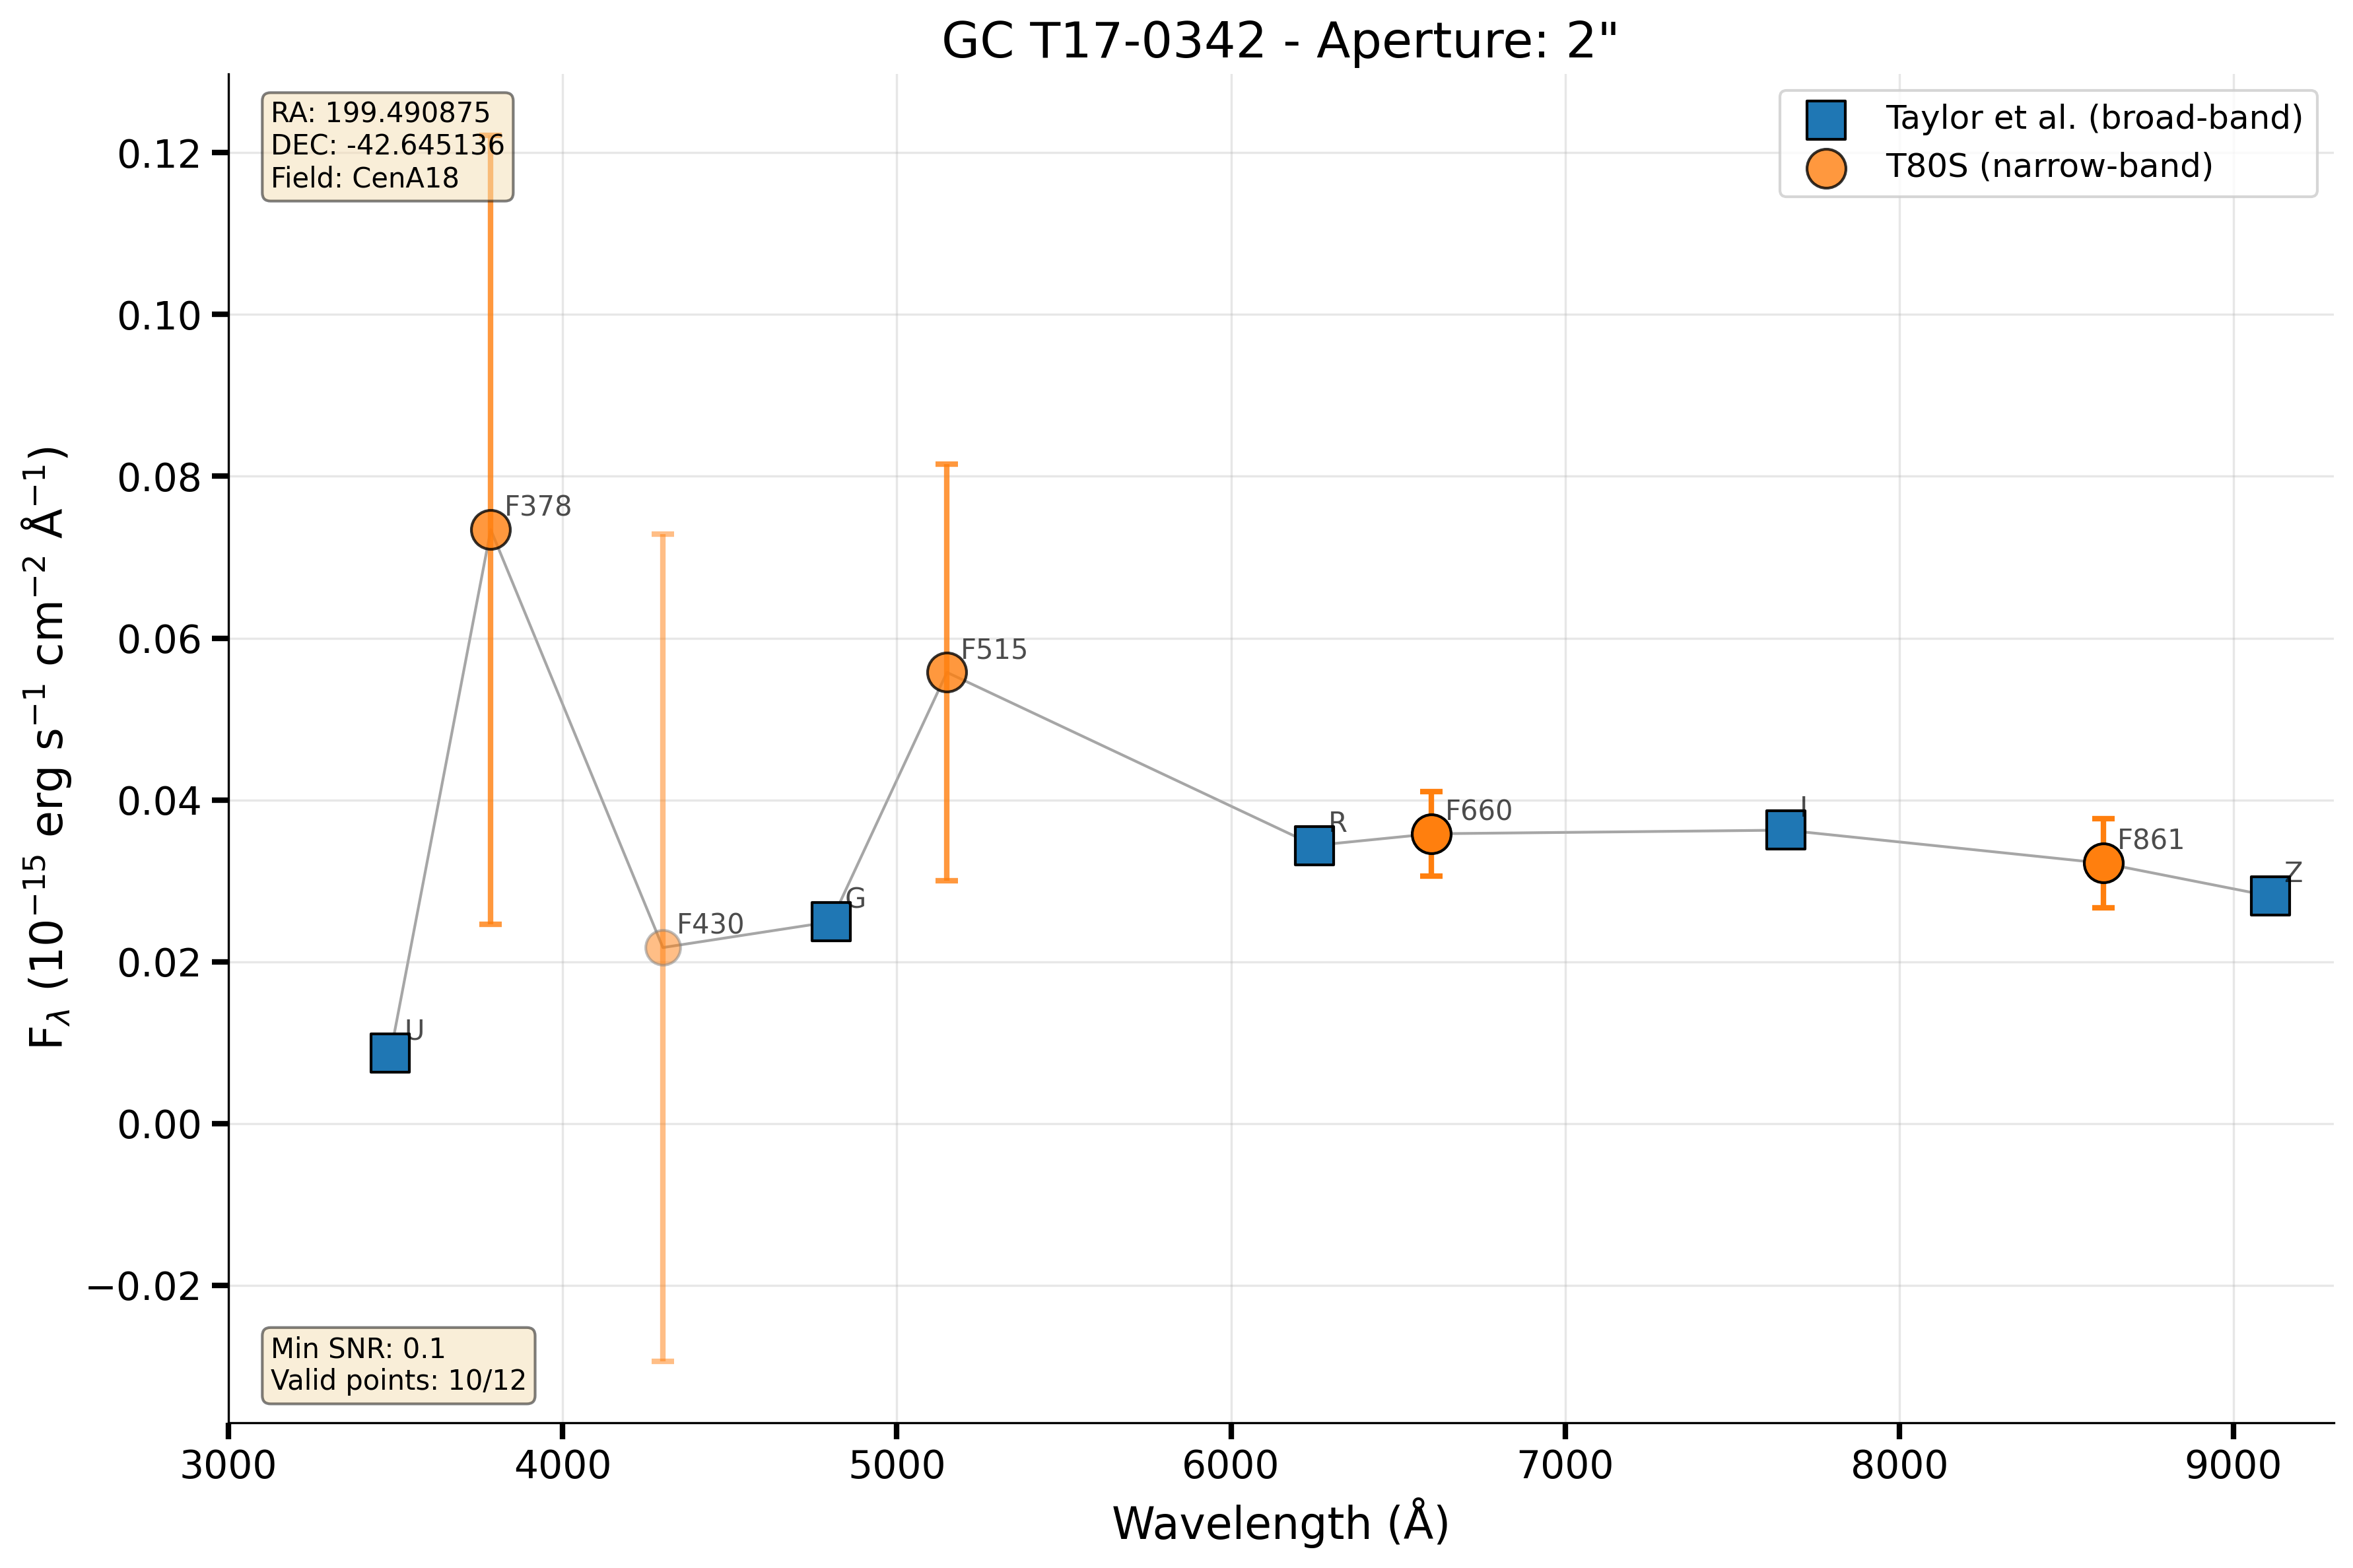 GC T17-0342 - Aperture: 2"
RA: 199.490875
DEC: -42.645136
Field: CenA18
Taylor et al. (broad-band)
T80S (narrow-band)
0.12
0.10
0.08
0.06
0.04
0.02
0.00
−0.02
F378
F515
F660
F861
F430
R
I
Z
G
U
F_λ (10⁻¹⁵ erg s⁻¹ cm⁻² Å⁻¹)
Min SNR: 0.1
Valid points: 10/12
3000 4000 5000 6000 7000 8000 9000
Wavelength (Å)